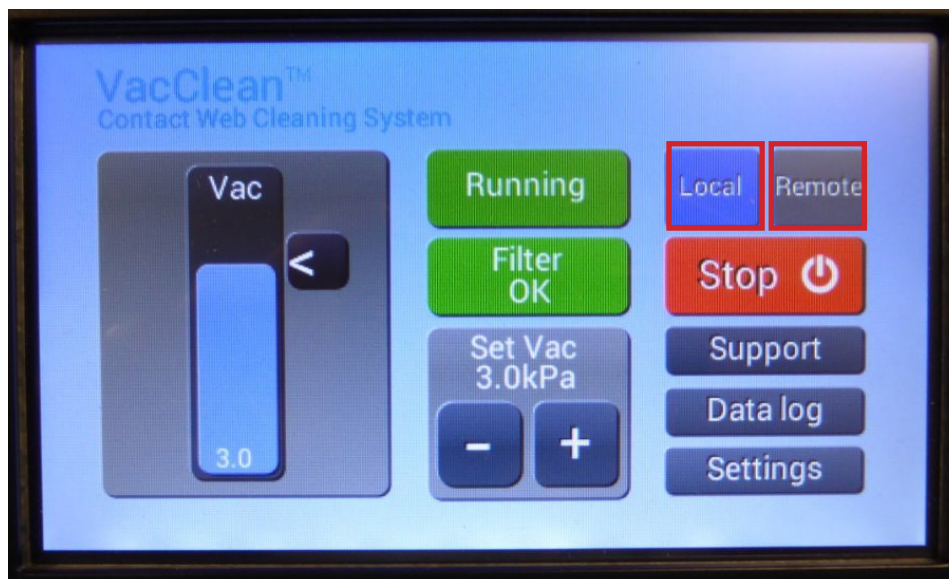 VacClean™
Contact Web Cleaning System
Vac
<
3.0
Running
Filter
OK
Set Vac
3.0kPa
-
+
Local
Remote
Stop
Support
Data log
Settings